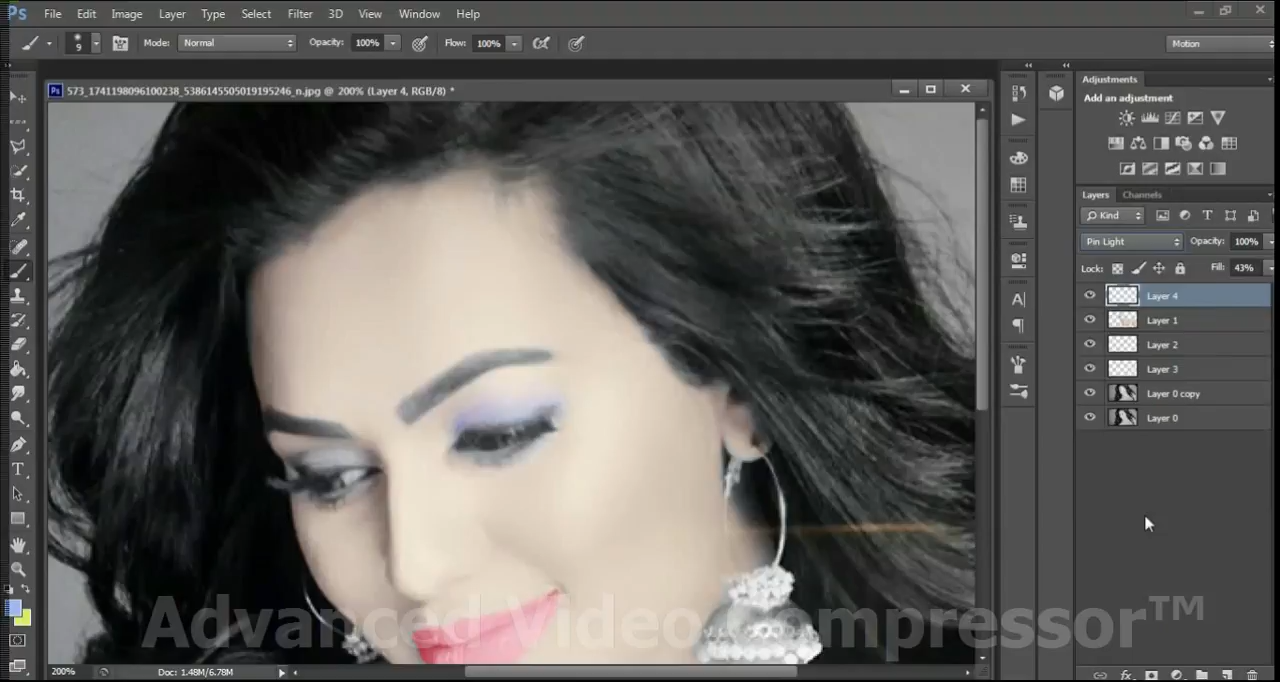 Ps File Edit Image Layer Type Select Filter 3D View Window Help
9 Mode: Normal Opacity: 100% Flow: 100% Motion
Ps 573_1741198096100238_5386145505019195246_n.jpg @ 200% (Layer 4, RGB/8) *
Adjustments
Add an adjustment
Layers Channels
Kind
Pin Light Opacity: 100%
Lock: Fill: 43%
Layer 4
Layer 1
Layer 2
Layer 3
Layer 0 copy
Layer 0
Advanced Video Compressor™
200% Doc: 1.48M/6.78M